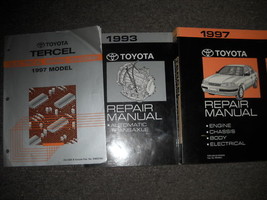 TOYOTA
TERCEL
1997 MODEL
1993
TOYOTA
REPAIR
MANUAL
• AUTOMATIC
TRANSAXLE
1997
TOYOTA
REPAIR
MANUAL
• ENGINE
• CHASSIS
• BODY
• ELECTRICAL